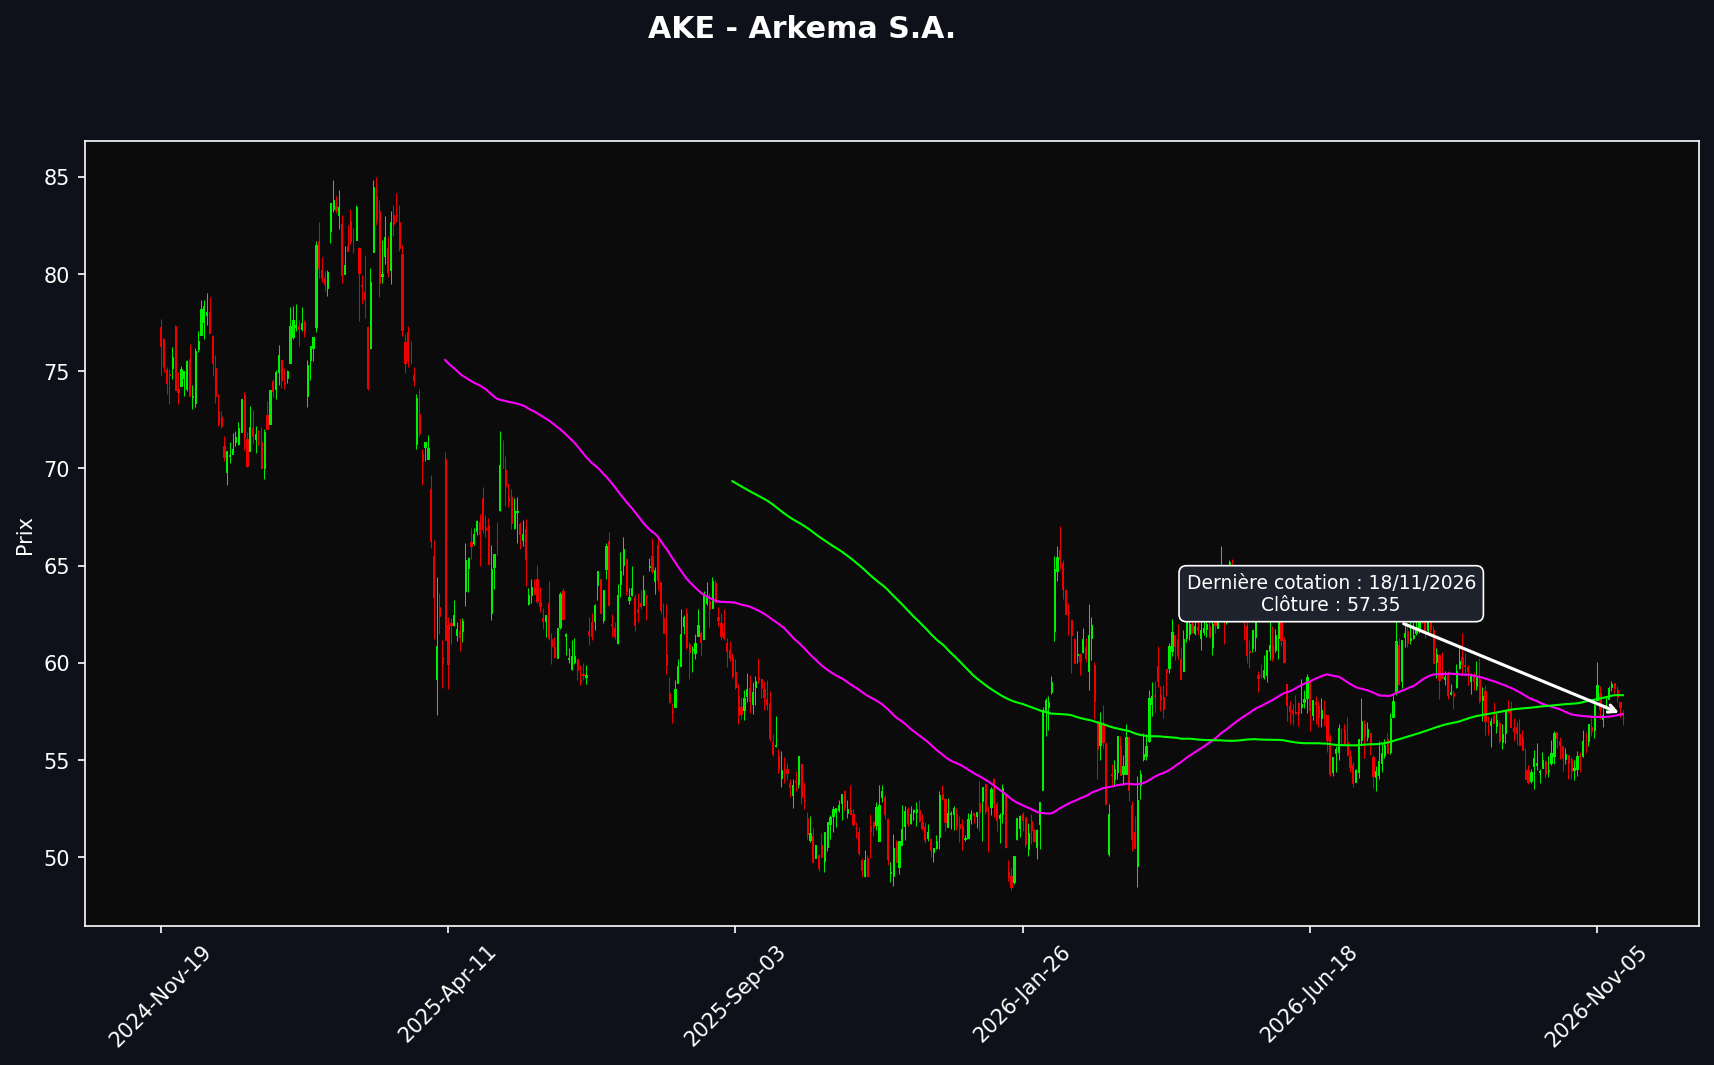 AKE - Arkema S.A.
85
80
75
70
65
60
55
50
Prix
Dernière cotation : 18/11/2026
Clôture : 57.35
2024-Nov-19
2025-Apr-11
2025-Sep-03
2026-Jan-26
2026-Jun-18
2026-Nov-05